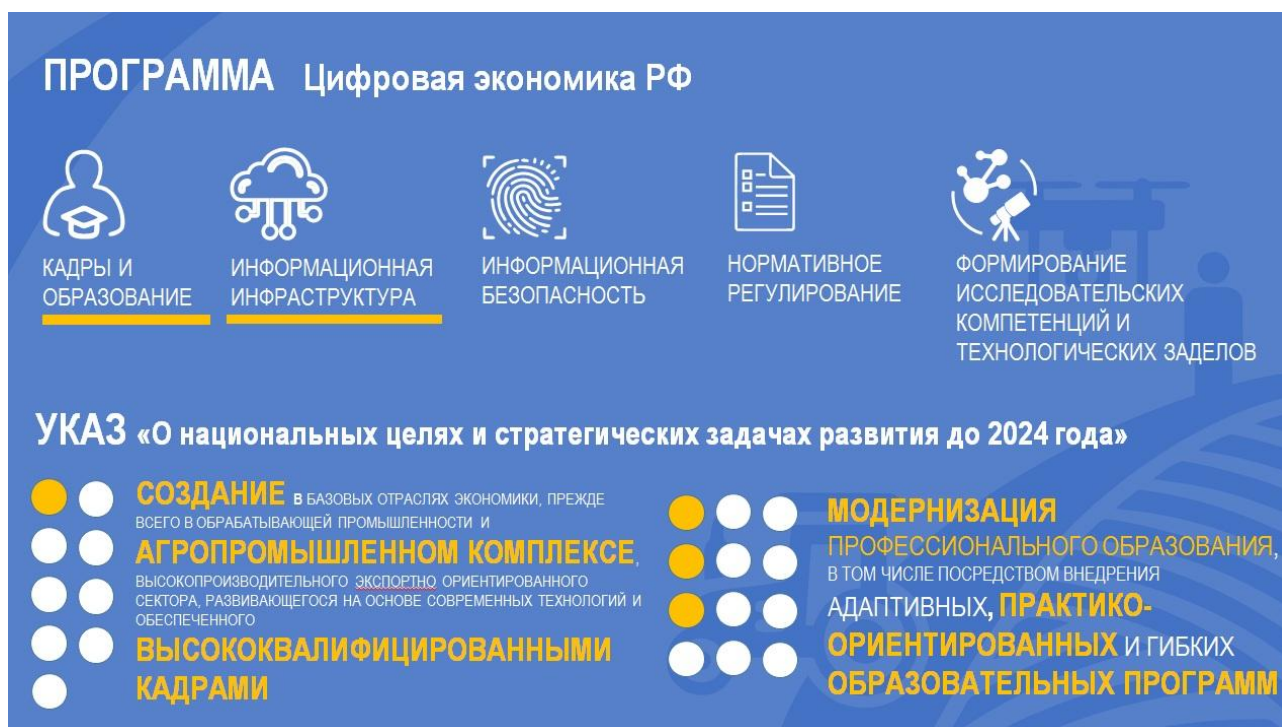 ПРОГРАММА Цифровая экономика РФ
КАДРЫ И
ОБРАЗОВАНИЕ
ИНФОРМАЦИОННАЯ
ИНФРАСТРУКТУРА
ИНФОРМАЦИОННАЯ
БЕЗОПАСНОСТЬ
НОРМАТИВНОЕ
РЕГУЛИРОВАНИЕ
ФОРМИРОВАНИЕ
ИССЛЕДОВАТЕЛЬСКИХ
КОМПЕТЕНЦИЙ И
ТЕХНОЛОГИЧЕСКИХ ЗАДЕЛОВ
УКАЗ «О национальных целях и стратегических задачах развития до 2024 года»
СОЗДАНИЕ В БАЗОВЫХ ОТРАСЛЯХ ЭКОНОМИКИ, ПРЕЖДЕ
ВСЕГО В ОБРАБАТЫВАЮЩЕЙ ПРОМЫШЛЕННОСТИ И
АГРОПРОМЫШЛЕННОМ КОМПЛЕКСЕ,
ВЫСОКОПРОИЗВОДИТЕЛЬНОГО ЭКСПОРТНО ОРИЕНТИРОВАННОГО
СЕКТОРА, РАЗВИВАЮЩЕГОСЯ НА ОСНОВЕ СОВРЕМЕННЫХ ТЕХНОЛОГИЙ И
ОБЕСПЕЧЕННОГО
ВЫСОКОКВАЛИФИЦИРОВАННЫМИ
КАДРАМИ
МОДЕРНИЗАЦИЯ
ПРОФЕССИОНАЛЬНОГО ОБРАЗОВАНИЯ,
В ТОМ ЧИСЛЕ ПОСРЕДСТВОМ ВНЕДРЕНИЯ
АДАПТИВНЫХ, ПРАКТИКО-
ОРИЕНТИРОВАННЫХ И ГИБКИХ
ОБРАЗОВАТЕЛЬНЫХ ПРОГРАММ